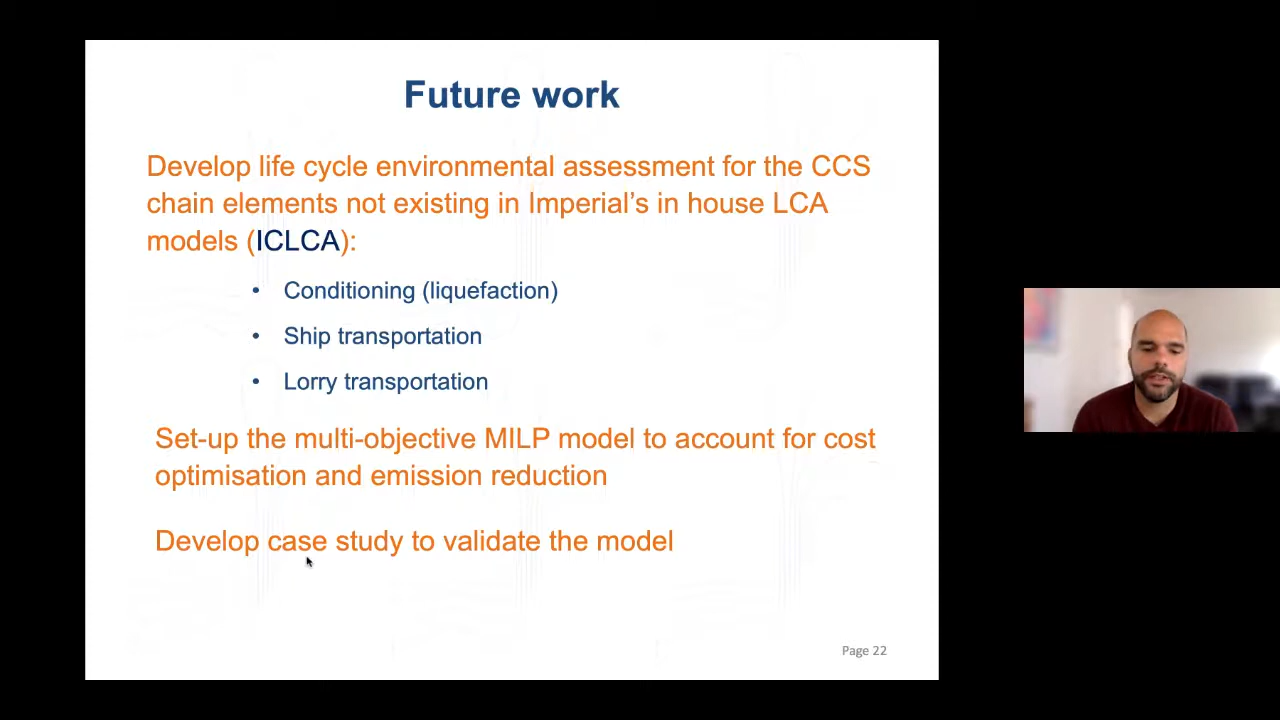 Future work
Develop life cycle environmental assessment for the CCS
chain elements not existing in Imperial’s in house LCA
models (ICLCA):
• Conditioning (liquefaction)
• Ship transportation
• Lorry transportation
Set-up the multi-objective MILP model to account for cost
optimisation and emission reduction
Develop case study to validate the model
Page 22